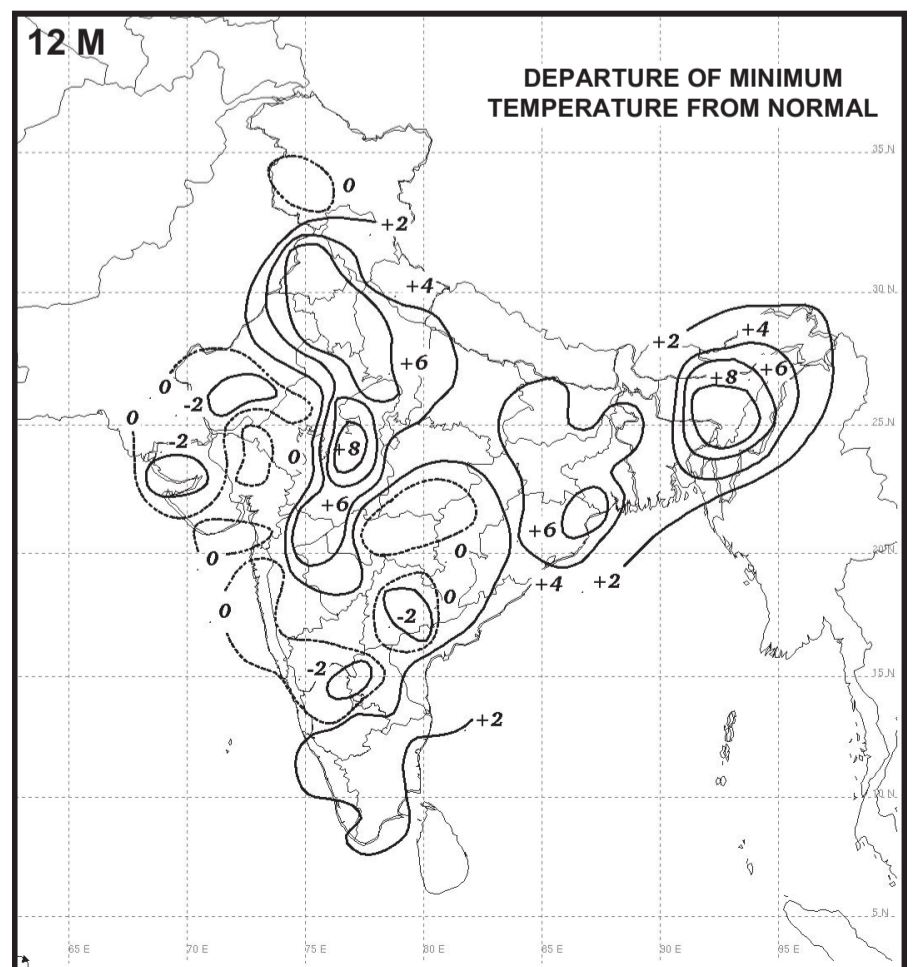 12 M
DEPARTURE OF MINIMUM
TEMPERATURE FROM NORMAL
35 N
0
+2
+4
30 N
+2
+4
+6
+6
+8
0
-2
0
25 N
-2
0
+8
+6
+6
0
20 N
0
+4
+2
0
0
-2
-2
15 N
+2
10 N
5 N
65 E
70 E
75 E
80 E
85 E
90 E
95 E